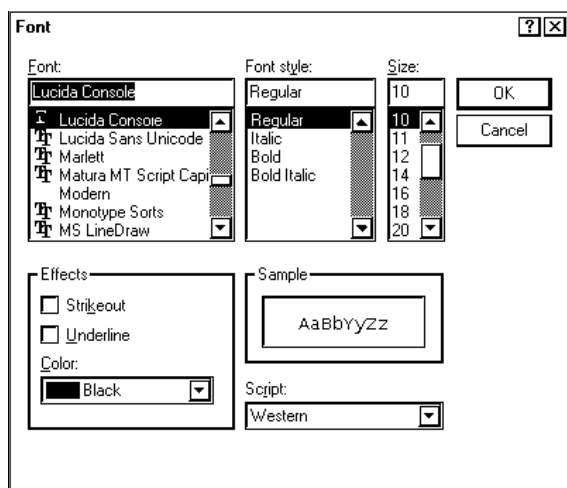 Font
Font:
Lucida Console
Lucida Console
Lucida Sans Unicode
Marlett
Matura MT Script Capi
Modern
Monotype Sorts
MS LineDraw
Font style:
Regular
Regular
Italic
Bold
Bold Italic
Size:
10
10
11
12
14
16
18
20
OK
Cancel
Effects
Strikeout
Underline
Color:
Black
Sample
AaBbYyZz
Script:
Western